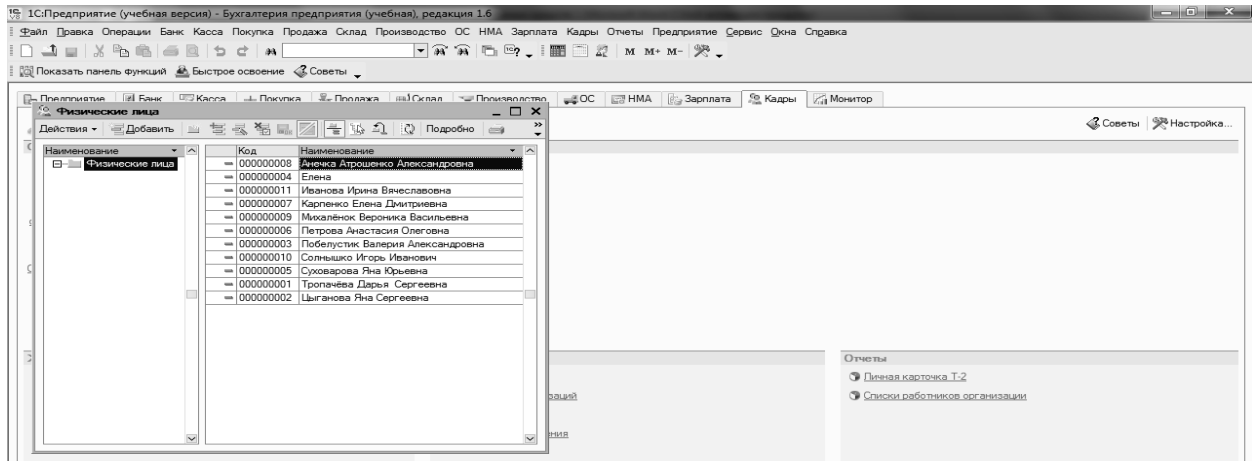 1С:Предприятие (учебная версия) - Бухгалтерия предприятия (учебная), редакция 1.6
Файл Правка Операции Банк Касса Покупка Продажа Склад Производство ОС НМА Зарплата Кадры Отчеты Предприятие Сервис Окна Справка
М М+ М-
Показать панель функций Быстрое освоение Советы
Предприятие Банк Касса Покупка Продажа Склад Производство ОС НМА Зарплата Кадры Монитор
Физические лица
Советы Настройка...
Действия Добавить Подробно
Наименование Код Наименование
Физические лица 000000008 Анечка Атрошенко Александровна
000000004 Елена
000000011 Иванова Ирина Вячеславовна
000000007 Карпенко Елена Дмитриевна
000000009 Михалёнок Вероника Васильевна
000000006 Петрова Анастасия Олеговна
000000003 Побелустик Валерия Александровна
000000010 Солнышко Игорь Иванович
000000005 Суховарова Яна Юрьевна
000000001 Тропачёва Дарья Сергеевна
000000002 Цыганова Яна Сергеевна
Отчеты
Личная карточка Т-2
заций Списки работников организации
ния